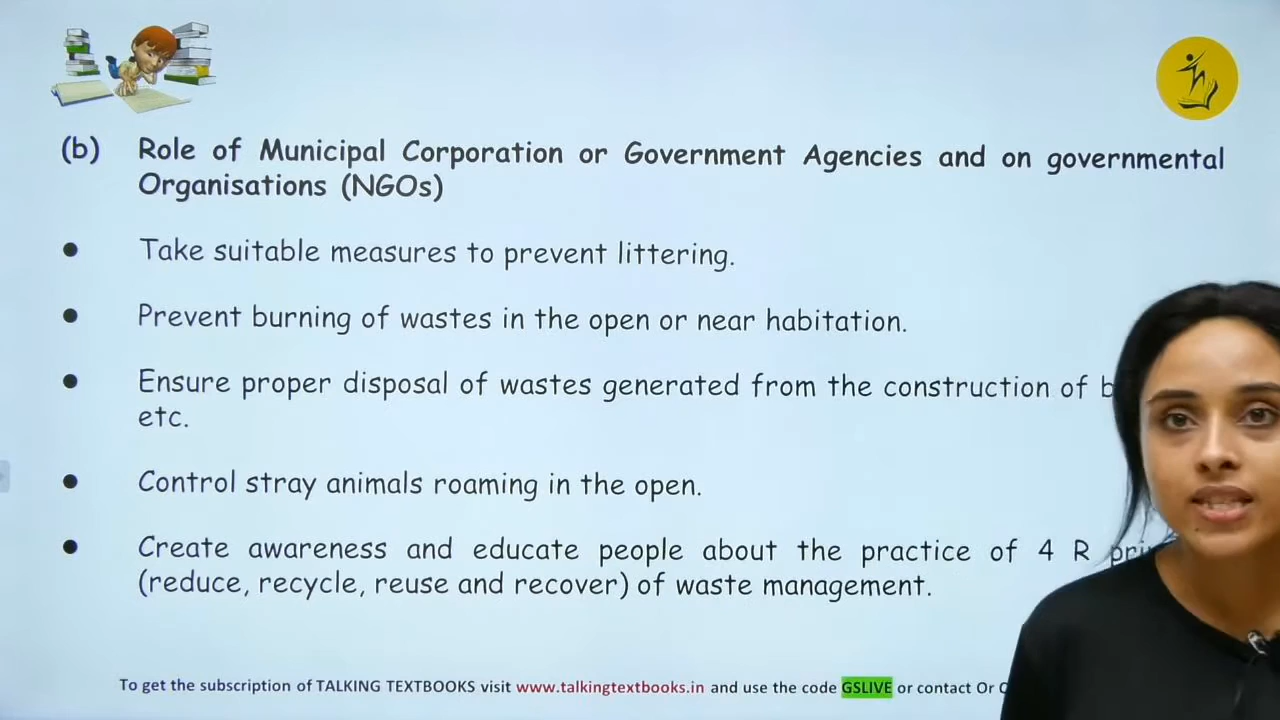 (b) Role of Municipal Corporation or Government Agencies and on governmental
Organisations (NGOs)
● Take suitable measures to prevent littering.
● Prevent burning of wastes in the open or near habitation.
● Ensure proper disposal of wastes generated from the construction of
etc.
● Control stray animals roaming in the open.
● Create awareness and educate people about the practice of 4 R
(reduce, recycle, reuse and recover) of waste management.
To get the subscription of TALKING TEXTBOOKS visit www.talkingtextbooks.in and use the code GSLIVE or contact Or